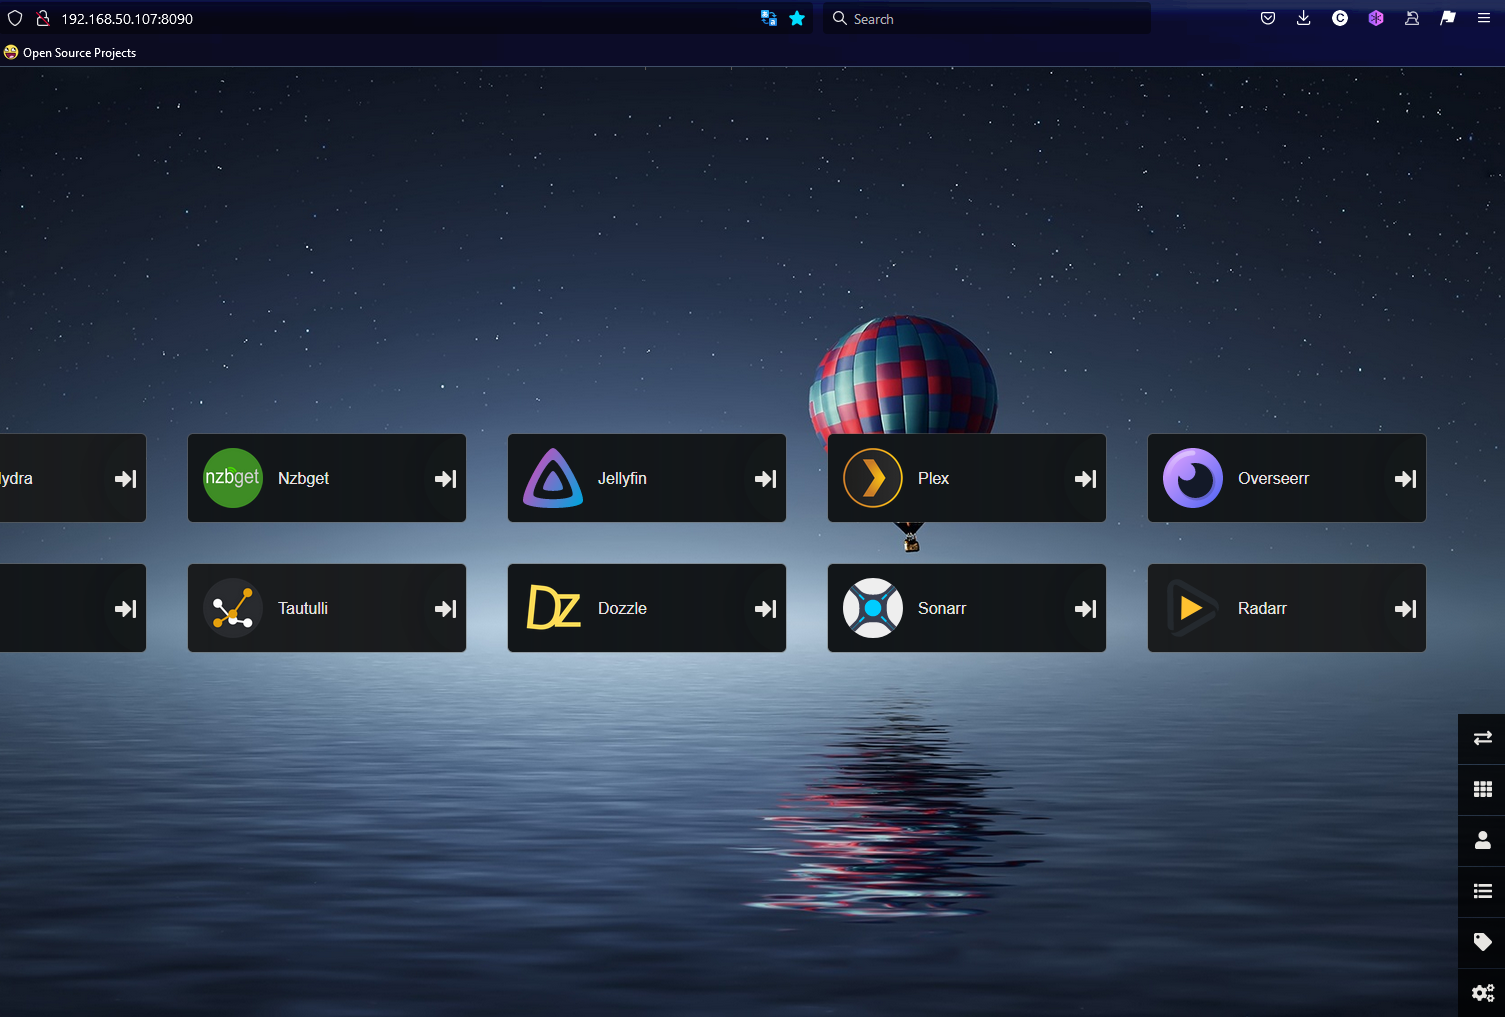 192.168.50.107:8090
Search
Open Source Projects
ydra
nzbget
Nzbget
Jellyfin
Plex
Overseerr
Tautulli
DZ
Dozzle
Sonarr
Radarr